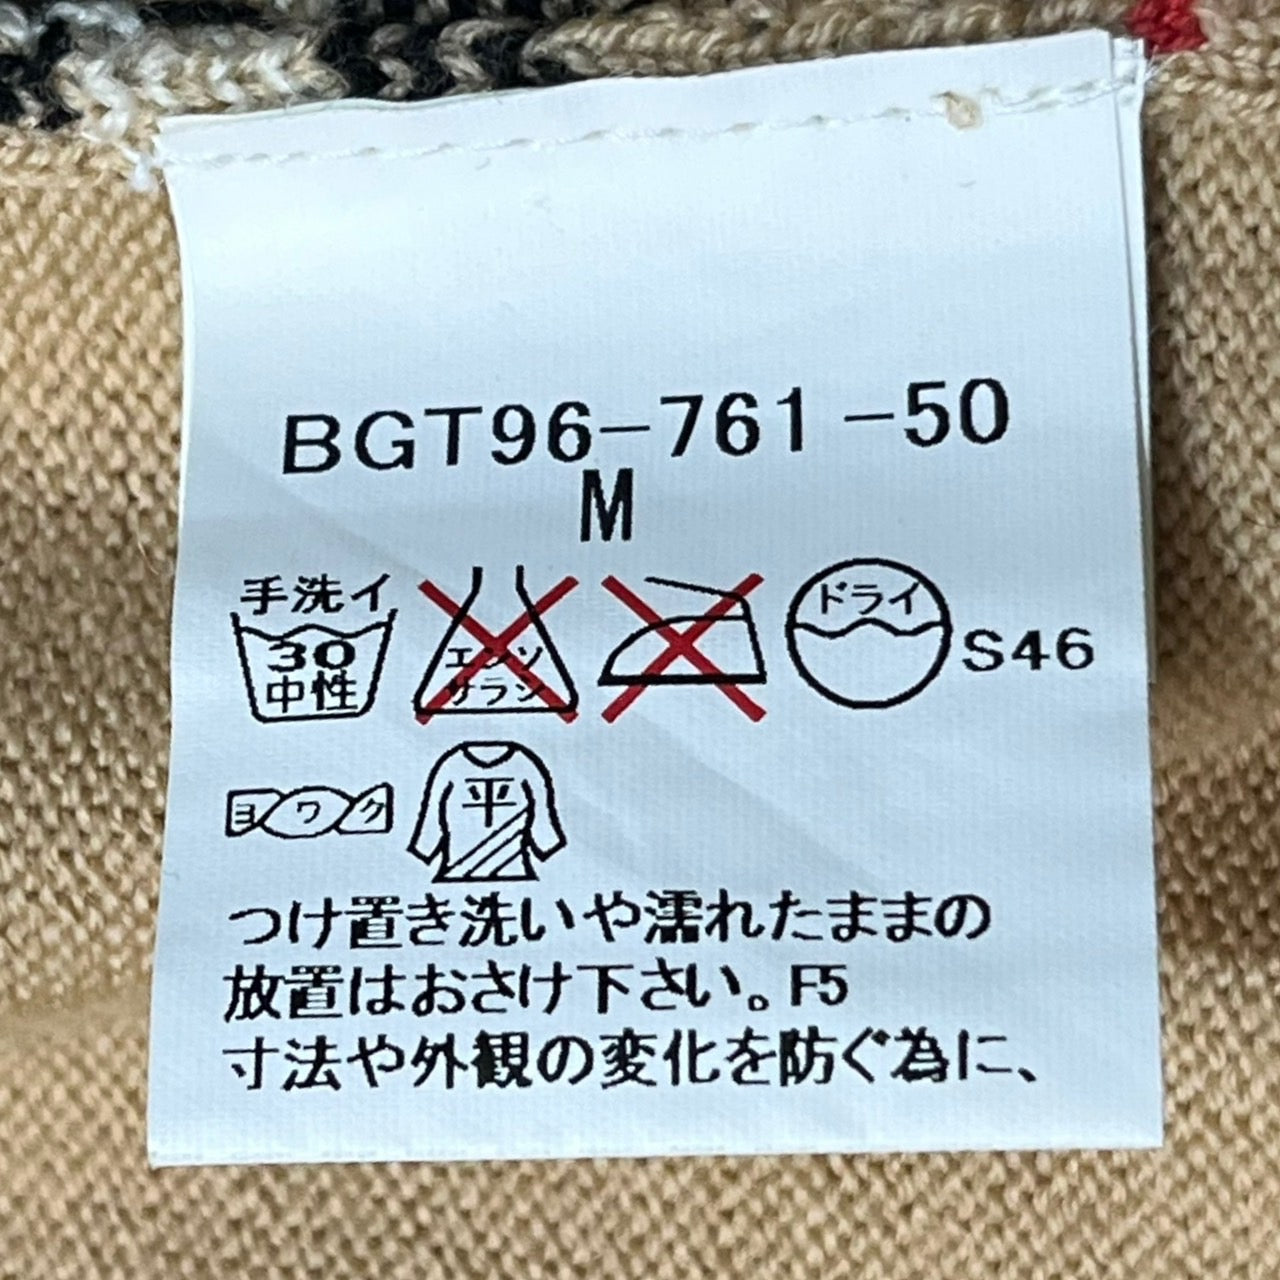 BGT96-761-50
M
手洗イ
30
中性
エンソ
サラシ
ドライ
S46
ヨワク
平
つけ置き洗いや濡れたままの
放置はおさけ下さい。F5
寸法や外観の変化を防ぐ為に、